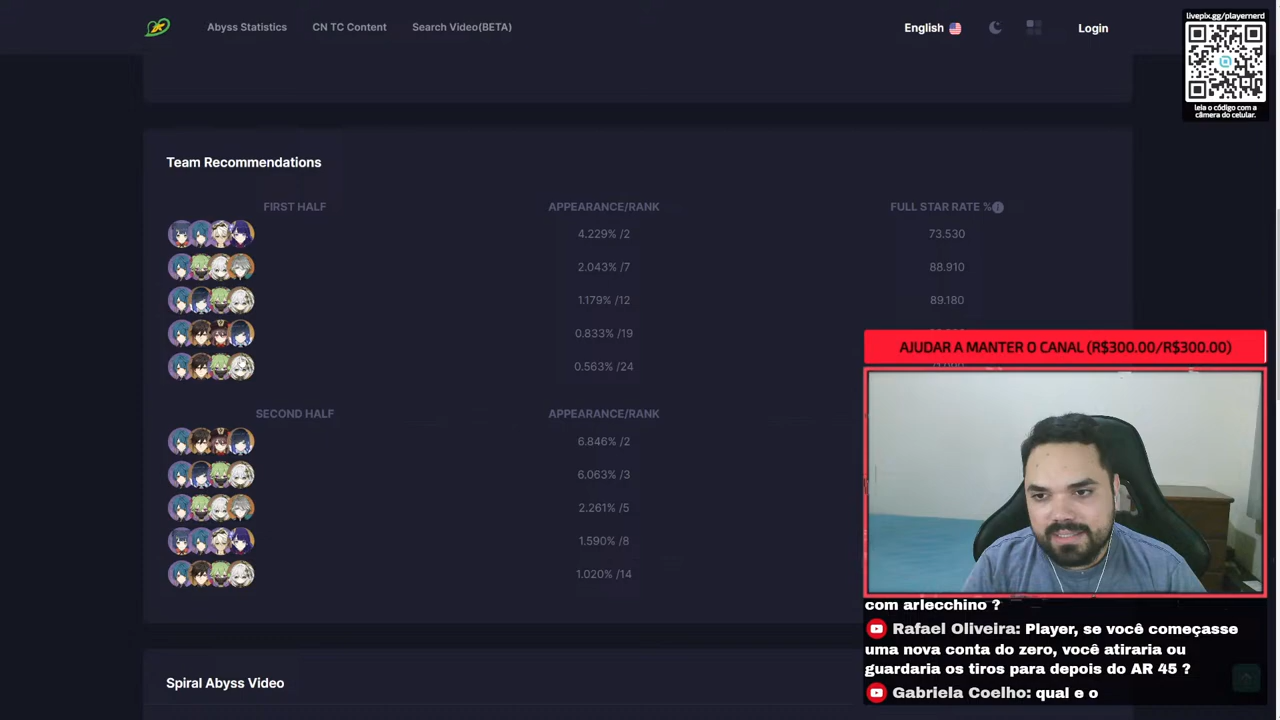 Abyss Statistics
CN TC Content
Search Video(BETA)
English
Login
livepix.gg/playernerd
leia o código com a
câmera do celular.
Team Recommendations
FIRST HALF
APPEARANCE/RANK
FULL STAR RATE %
4.229% /2
73.530
2.043% /7
88.910
1.179% /12
89.180
0.833% /19
0.563% /24
SECOND HALF
APPEARANCE/RANK
6.846% /2
6.063% /3
2.261% /5
1.590% /8
1.020% /14
Spiral Abyss Video
AJUDAR A MANTER O CANAL (R$300.00/R$300.00)
com arlecchino ?
Rafael Oliveira: Player, se você começasse
uma nova conta do zero, você atiraria ou
guardaria os tiros para depois do AR 45 ?
Gabriela Coelho: qual e o